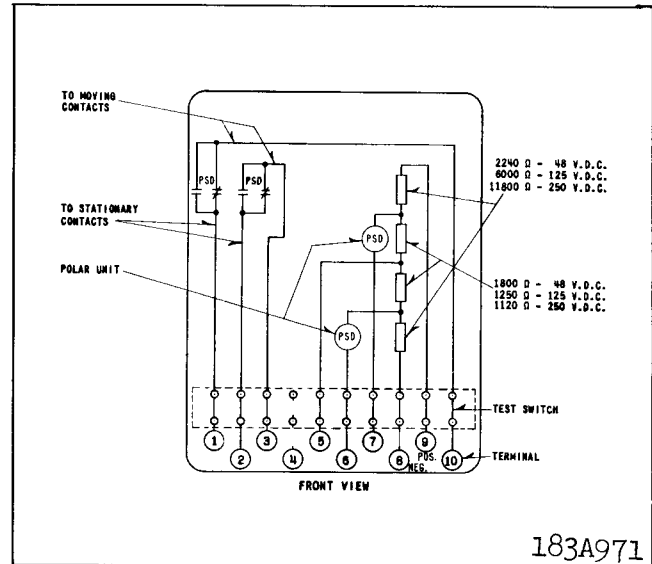 TO MOVING
CONTACTS
PSD
PSD
2240 Ω - 48 V.D.C.
6000 Ω - 125 V.D.C.
11800 Ω - 250 V.D.C.
TO STATIONARY
CONTACTS
PSD
POLAR UNIT
1800 Ω - 48 V.D.C.
1250 Ω - 125 V.D.C.
1120 Ω - 250 V.D.C.
PSD
TEST SWITCH
1
2
3
4
5
6
7
8
9
10
POS.
NEG.
TERMINAL
FRONT VIEW
183A971